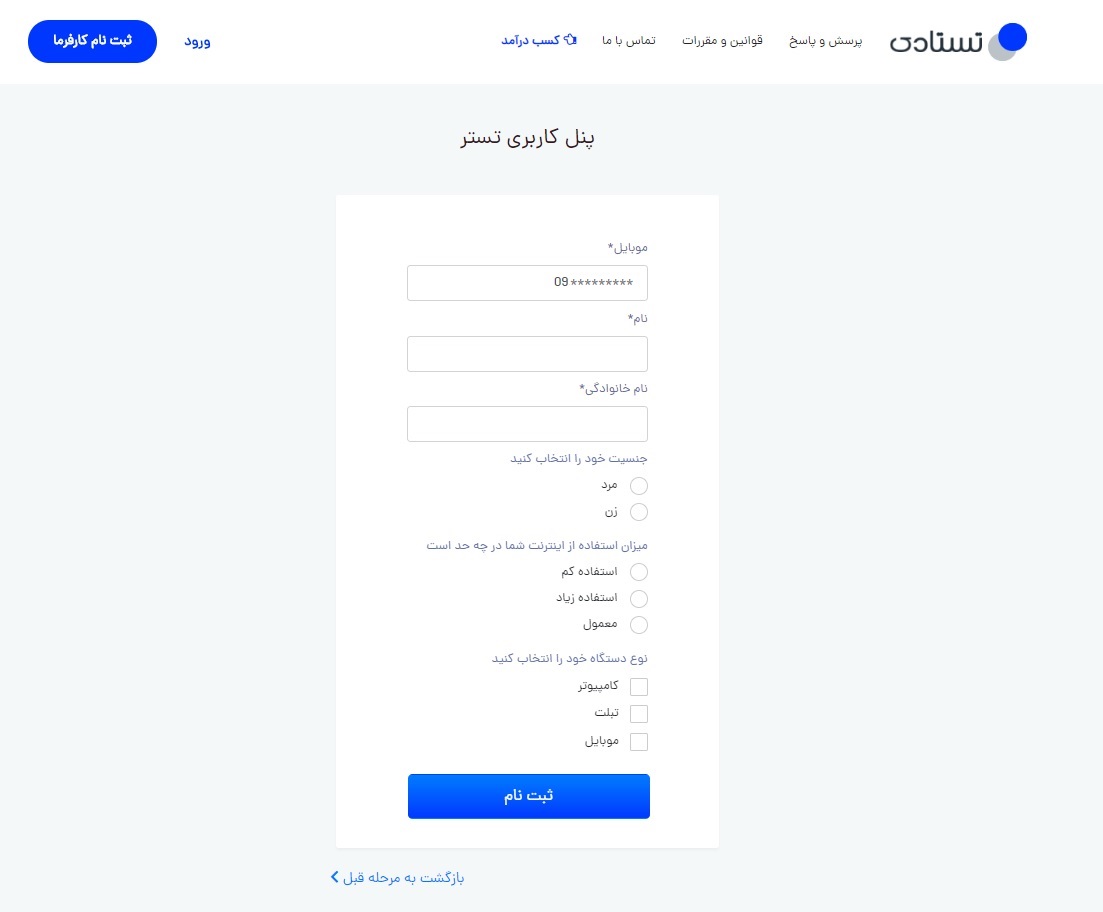 تستادی
پرسش و پاسخ
قوانین و مقررات
تماس با ما
کسب درآمد
ورود
ثبت نام کارفرما
پنل کاربری تستر
موبایل*
09*********
نام*
نام خانوادگی*
جنسیت خود را انتخاب کنید
مرد
زن
میزان استفاده از اینترنت شما در چه حد است
استفاده کم
استفاده زیاد
معمول
نوع دستگاه خود را انتخاب کنید
کامپیوتر
تبلت
موبایل
ثبت نام
بازگشت به مرحله قبل